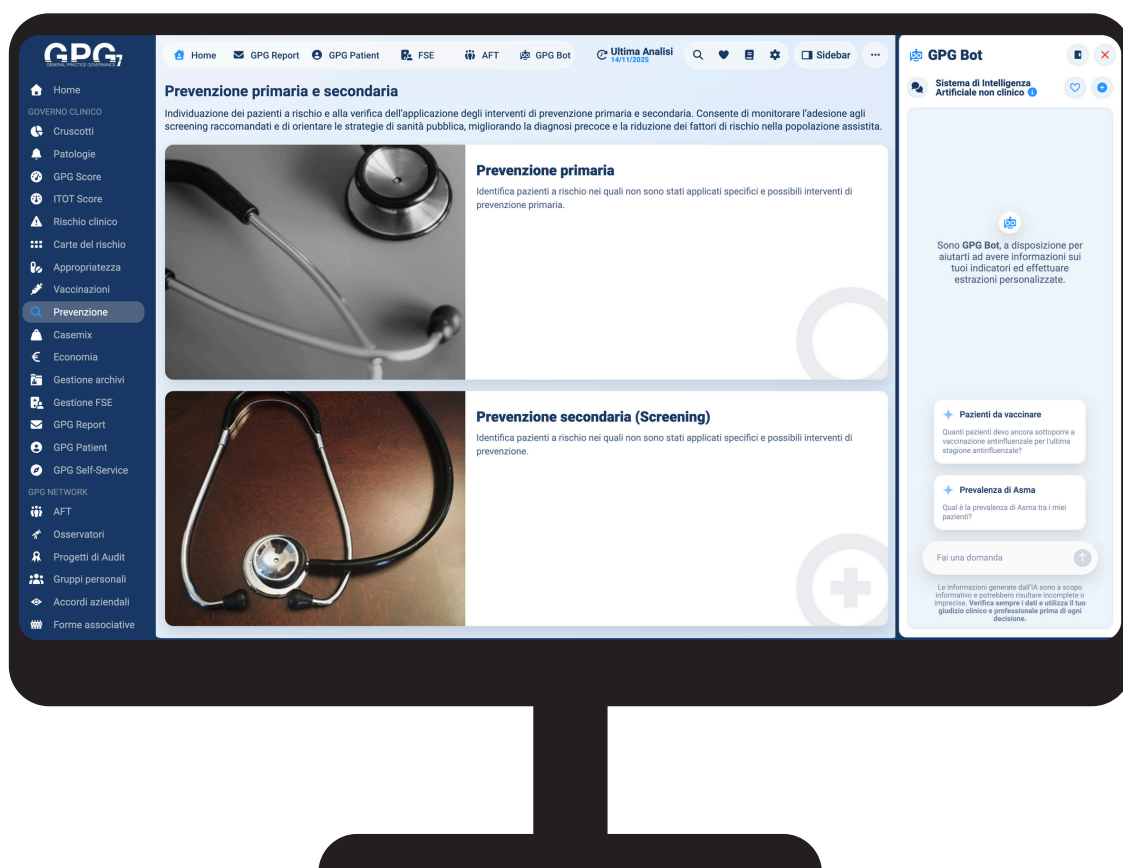 GPG7
GENERAL PRACTICE GOVERNANCE
Home
GOVERNO CLINICO
Cruscotti
Patologie
GPG Score
ITOT Score
Rischio clinico
Carte del rischio
Appropriatezza
Vaccinazioni
Prevenzione
Casemix
Economia
Gestione archivi
Gestione FSE
GPG Report
GPG Patient
GPG Self-Service
GPG NETWORK
AFT
Osservatori
Progetti di Audit
Gruppi personali
Accordi aziendali
Forme associative
Home GPG Report GPG Patient FSE AFT GPG Bot Ultima Analisi Sidebar
14/11/2025
Prevenzione primaria e secondaria
Individuazione dei pazienti a rischio e alla verifica dell'applicazione degli interventi di prevenzione primaria e secondaria. Consente di monitorare l'adesione agli
screening raccomandati e di orientare le strategie di sanità pubblica, migliorando la diagnosi precoce e la riduzione dei fattori di rischio nella popolazione assistita.
Prevenzione primaria
Identifica pazienti a rischio nei quali non sono stati applicati specifici e possibili interventi di
prevenzione primaria.
Prevenzione secondaria (Screening)
Identifica pazienti a rischio nei quali non sono stati applicati specifici e possibili interventi di
prevenzione.
GPG Bot
Sistema di Intelligenza
Artificiale non clinico
Sono GPG Bot, a disposizione per
aiutarti ad avere informazioni sui
tuoi indicatori ed effettuare
estrazioni personalizzate.
Pazienti da vaccinare
Quanti pazienti devo ancora sottoporre a
vaccinazione antinfluenzale per l'ultima
stagione antinfluenzale?
Prevalenza di Asma
Qual è la prevalenza di Asma tra i miei
pazienti?
Fai una domanda
Le informazioni generate dall'IA sono a scopo
informativo e potrebbero risultare incomplete o
imprecise. Verifica sempre i dati e utilizza il tuo
giudizio clinico e professionale prima di ogni
decisione.